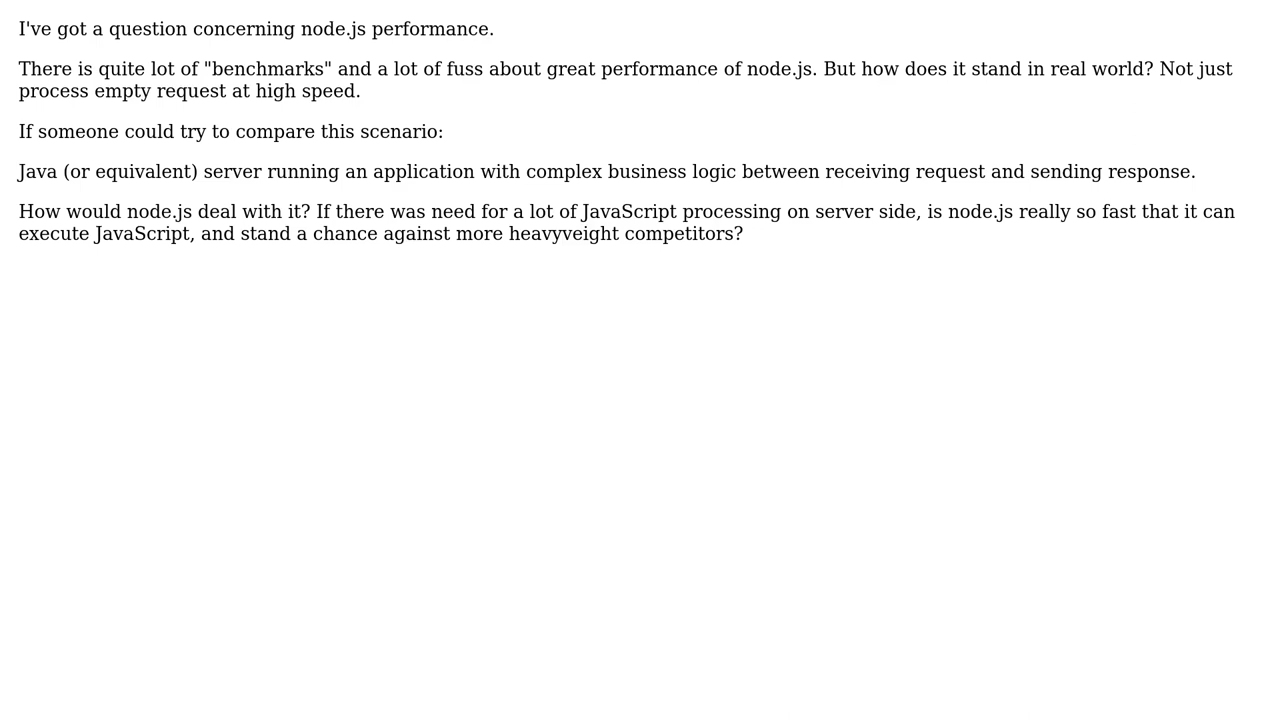 I've got a question concerning node.js performance.
There is quite lot of "benchmarks" and a lot of fuss about great performance of node.js. But how does it stand in real world? Not just
process empty request at high speed.
If someone could try to compare this scenario:
Java (or equivalent) server running an application with complex business logic between receiving request and sending response.
How would node.js deal with it? If there was need for a lot of JavaScript processing on server side, is node.js really so fast that it can
execute JavaScript, and stand a chance against more heavyveight competitors?